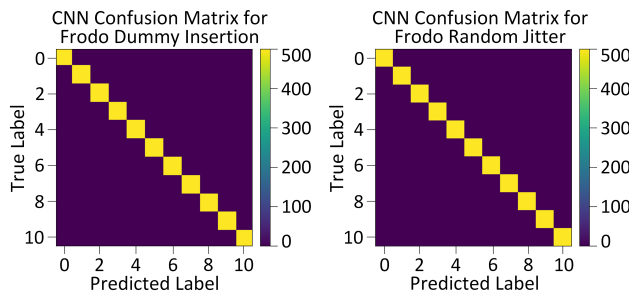 CNN Confusion Matrix for
Frodo Dummy Insertion
0
2
4
6
8
10
True Label
0 2 4 6 8 10
Predicted Label
500
400
300
200
100
0
CNN Confusion Matrix for
Frodo Random Jitter
0
2
4
6
8
10
True Label
0 2 4 6 8 10
Predicted Label
500
400
300
200
100
0